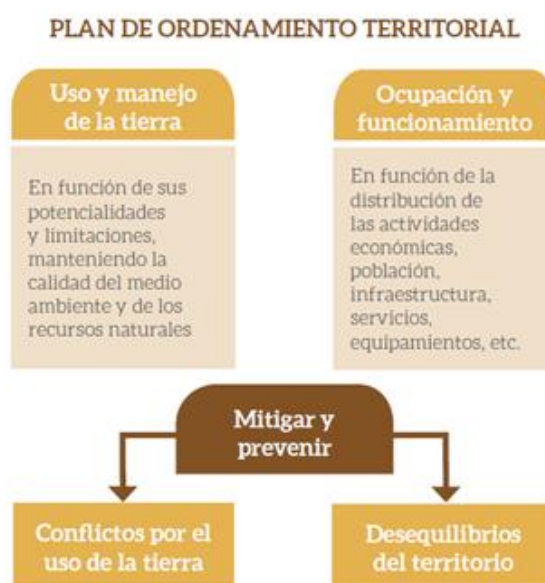 PLAN DE ORDENAMIENTO TERRITORIAL
Uso y manejo
de la tierra
En función de sus
potencialidades
y limitaciones,
manteniendo la
calidad del medio
ambiente y de los
recursos naturales
Ocupación y
funcionamiento
En función de la
distribución de
las actividades
económicas,
población,
infraestructura,
servicios,
equipamientos, etc.
Mitigar y
prevenir
Conflictos por el
uso de la tierra
Desequilibrios
del territorio